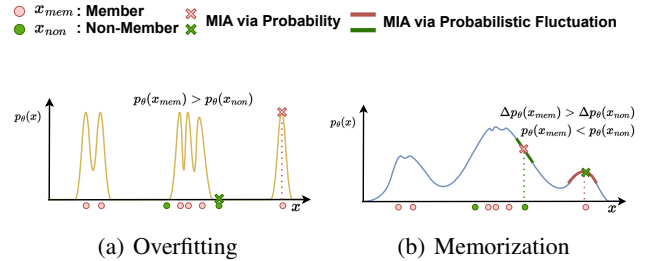 x_mem : Member
x_non : Non-Member
MIA via Probability
MIA via Probabilistic Fluctuation
p_θ(x)
p_θ(x_mem) > p_θ(x_non)
x
(a) Overfitting
p_θ(x)
Δp_θ(x_mem) > Δp_θ(x_non)
p_θ(x_mem) < p_θ(x_non)
x
(b) Memorization